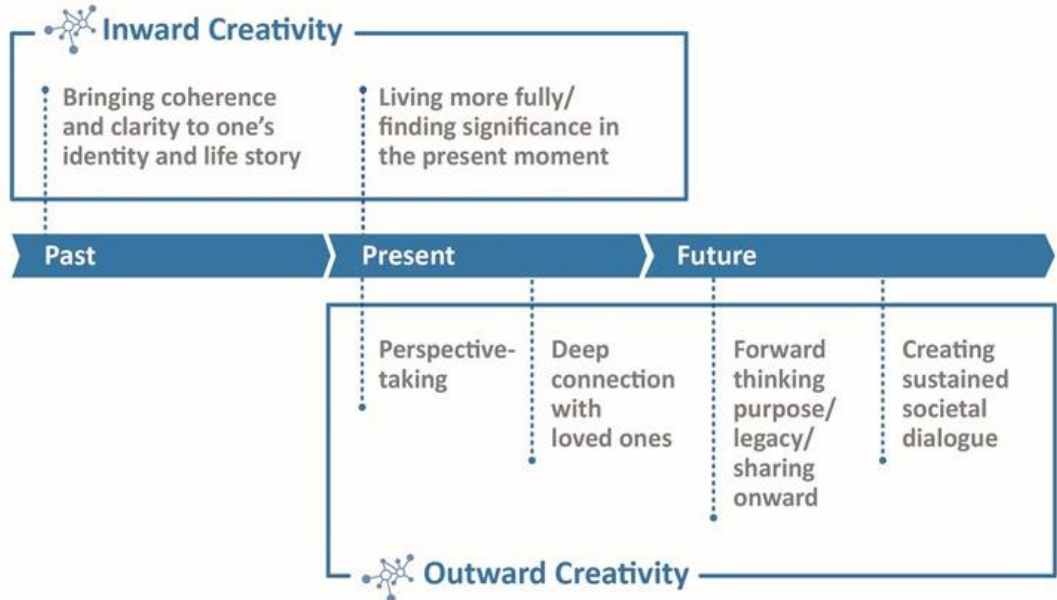 Inward Creativity
Bringing coherence
and clarity to one's
identity and life story
Living more fully/
finding significance in
the present moment
Past
Present
Future
Perspective-
taking
Deep
connection
with
loved ones
Forward
thinking
purpose/
legacy/
sharing
onward
Creating
sustained
societal
dialogue
Outward Creativity